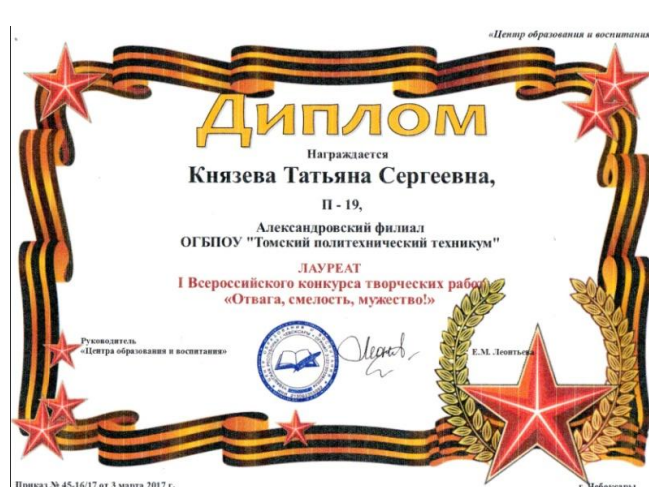 «Центр образования и воспитания»
Диплом
Награждается
Князева Татьяна Сергеевна,
П - 19,
Александровский филиал
ОГБПОУ "Томский политехнический техникум"
ЛАУРЕАТ
I Всероссийского конкурса творческих работ
«Отвага, смелость, мужество!»
Руководитель
«Центра образования и воспитания»
Е.М. Леонтьева
Приказ № 45-16/17 от 3 марта 2017 г.
г. Чебоксары